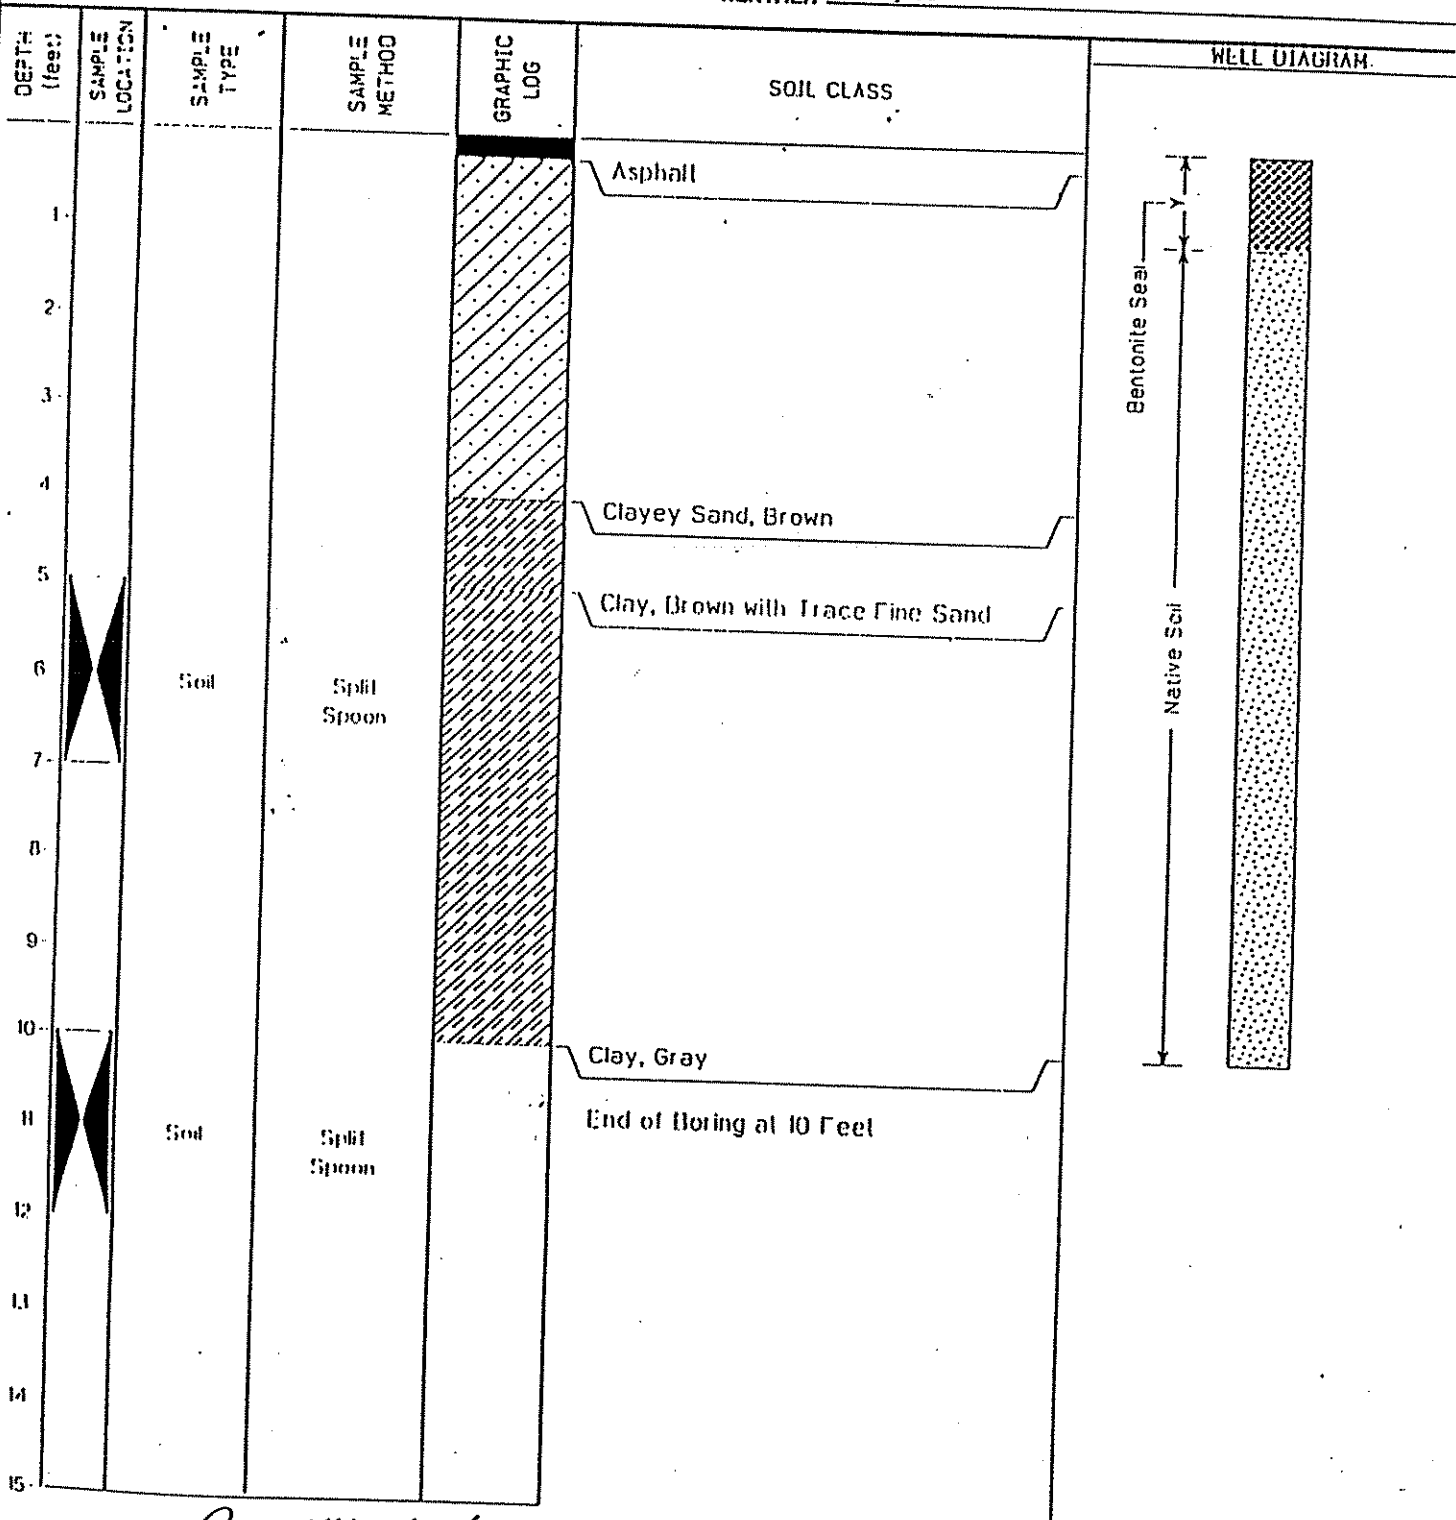 DEPTH
(feet)
SAMPLE
LOCATION
SAMPLE
TYPE
SAMPLE
METHOD
GRAPHIC
LOG
SOIL CLASS
WELL DIAGRAM
Asphalt
1
2
3
4
Bentonite Seal
Clayey Sand, Brown
5
Clay, Brown with Trace Fine Sand
6
Soil
Split
Spoon
Native Soil
7
8
9
10
Clay, Gray
11
Soil
Split
Spoon
End of Boring at 10 Feet
12
13
14
15